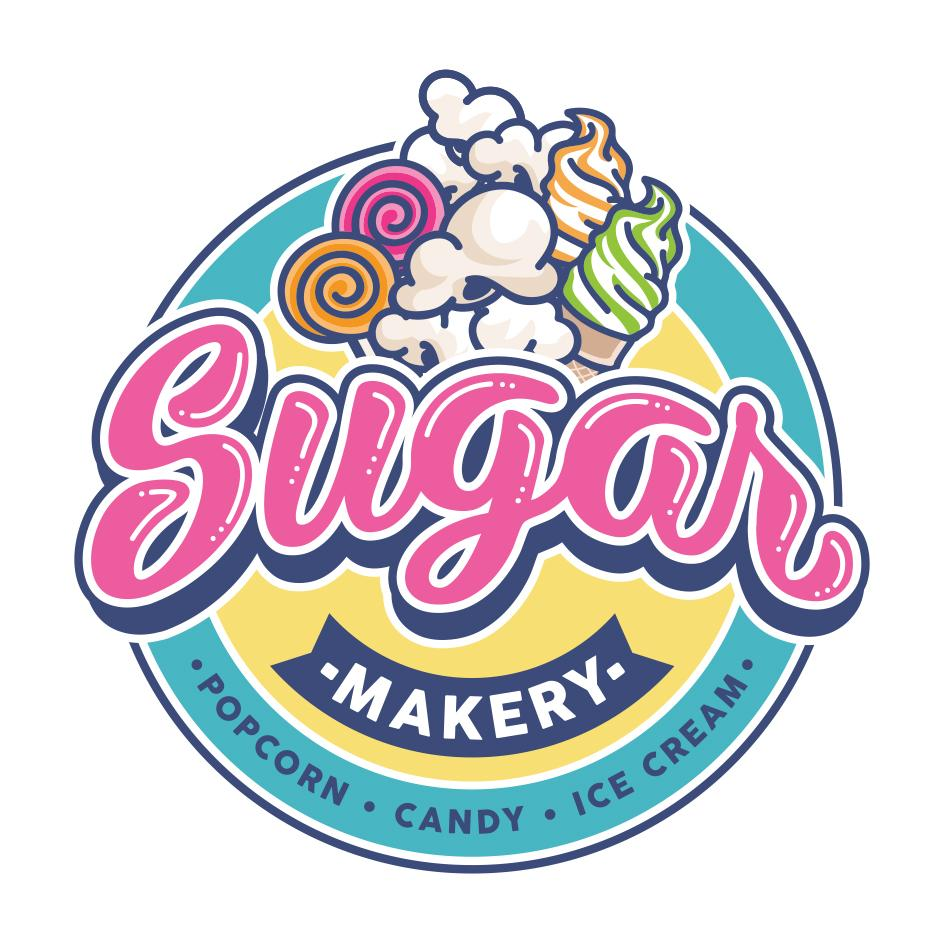 Sugar
·MAKERY·
• POPCORN • CANDY • ICE CREAM •